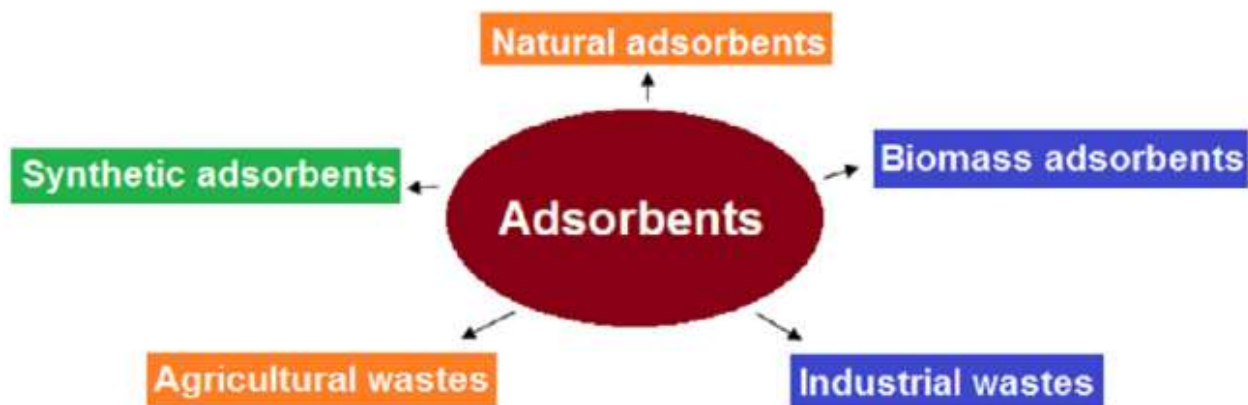 Natural adsorbents
Biomass adsorbents
Synthetic adsorbents
Adsorbents
Agricultural wastes
Industrial wastes